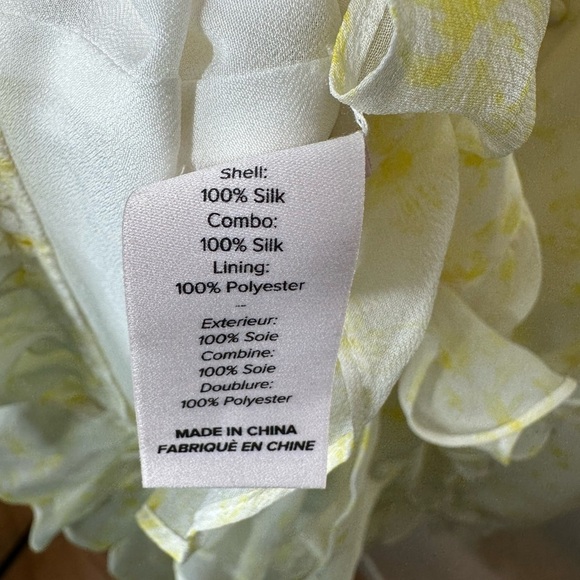 Shell:
100% Silk
Combo:
100% Silk
Lining:
100% Polyester
--
Exterieur:
100% Soie
Combine:
100% Soie
Doublure:
100% Polyester
MADE IN CHINA
FABRIQUÈ EN CHINE